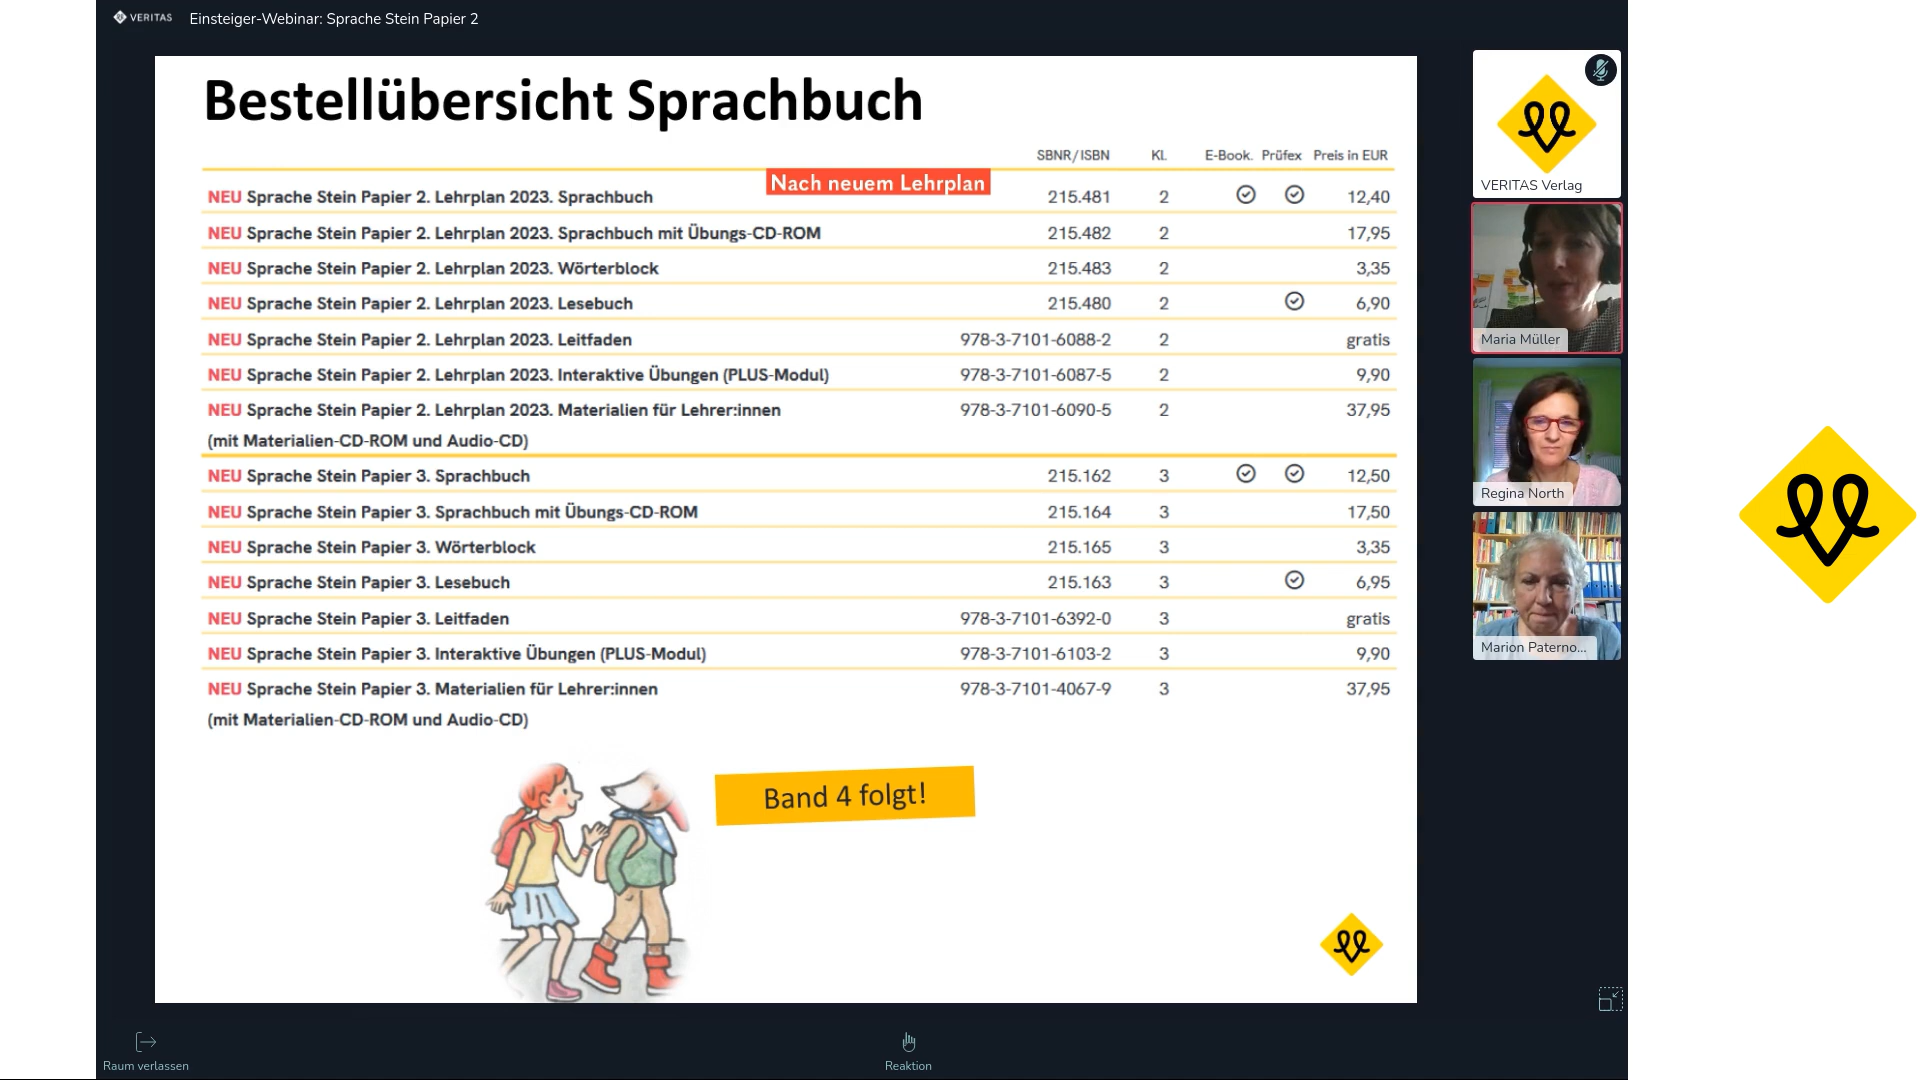 VERITAS Einsteiger-Webinar: Sprache Stein Papier 2
Bestellübersicht Sprachbuch
SBNR/ISBN Kl. E-Book. Prüfex Preis in EUR
Nach neuem Lehrplan
NEU Sprache Stein Papier 2. Lehrplan 2023. Sprachbuch 215.481 2 12,40
NEU Sprache Stein Papier 2. Lehrplan 2023. Sprachbuch mit Übungs-CD-ROM 215.482 2 17,95
NEU Sprache Stein Papier 2. Lehrplan 2023. Wörterblock 215.483 2 3,35
NEU Sprache Stein Papier 2. Lehrplan 2023. Lesebuch 215.480 2 6,90
NEU Sprache Stein Papier 2. Lehrplan 2023. Leitfaden 978-3-7101-6088-2 2 gratis
NEU Sprache Stein Papier 2. Lehrplan 2023. Interaktive Übungen (PLUS-Modul) 978-3-7101-6087-5 2 9,90
NEU Sprache Stein Papier 2. Lehrplan 2023. Materialien für Lehrer:innen 978-3-7101-6090-5 2 37,95
(mit Materialien-CD-ROM und Audio-CD)
NEU Sprache Stein Papier 3. Sprachbuch 215.162 3 12,50
NEU Sprache Stein Papier 3. Sprachbuch mit Übungs-CD-ROM 215.164 3 17,50
NEU Sprache Stein Papier 3. Wörterblock 215.165 3 3,35
NEU Sprache Stein Papier 3. Lesebuch 215.163 3 6,95
NEU Sprache Stein Papier 3. Leitfaden 978-3-7101-6392-0 3 gratis
NEU Sprache Stein Papier 3. Interaktive Übungen (PLUS-Modul) 978-3-7101-6103-2 3 9,90
NEU Sprache Stein Papier 3. Materialien für Lehrer:innen 978-3-7101-4067-9 3 37,95
(mit Materialien-CD-ROM und Audio-CD)
Band 4 folgt!
VERITAS Verlag
Maria Müller
Regina North
Marion Paterno...
Raum verlassen
Reaktion